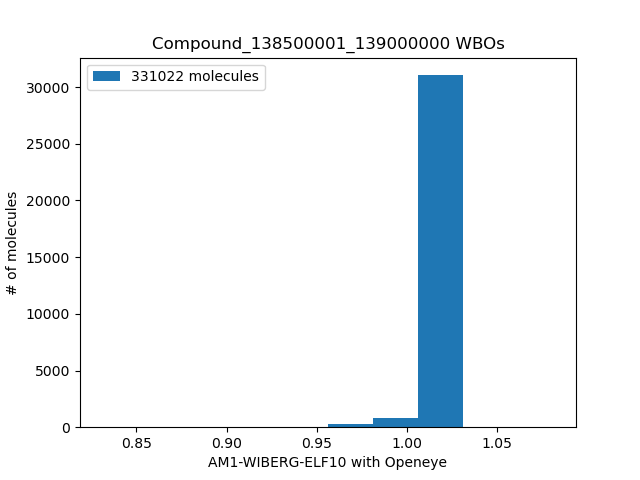 Compound_138500001_139000000 WBOs
331022 molecules
30000
25000
20000
15000
10000
5000
0
# of molecules
0.85 0.90 0.95 1.00 1.05
AM1-WIBERG-ELF10 with Openeye